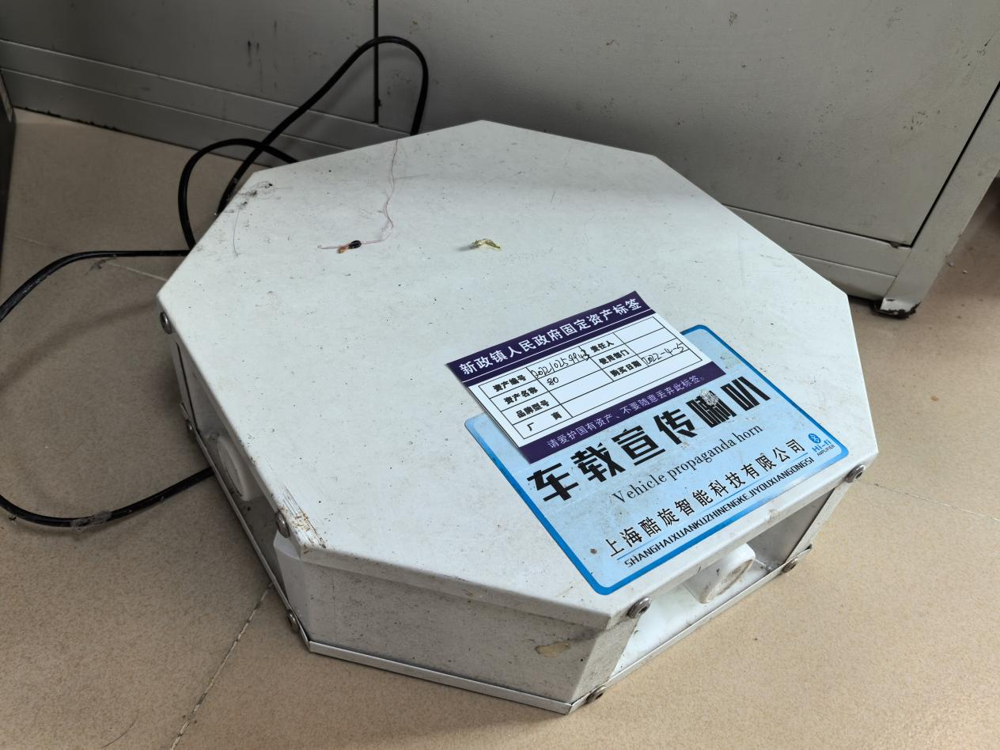 新政镇人民政府固定资产标签
资产编号 202210259943 责任人
资产名称 80 使用部门
品牌型号 购买日期 2022-4-5
厂 商
请爱护国有资产、不要随意丢弃此标签。
车载宣传喇叭
Vehicle propaganda horn
Hi-fi
AMPLIFIER
上海酷旋智能科技有限公司
SHANGHAIXUANKUZHINENGKEJIYOUXIANGONGSI